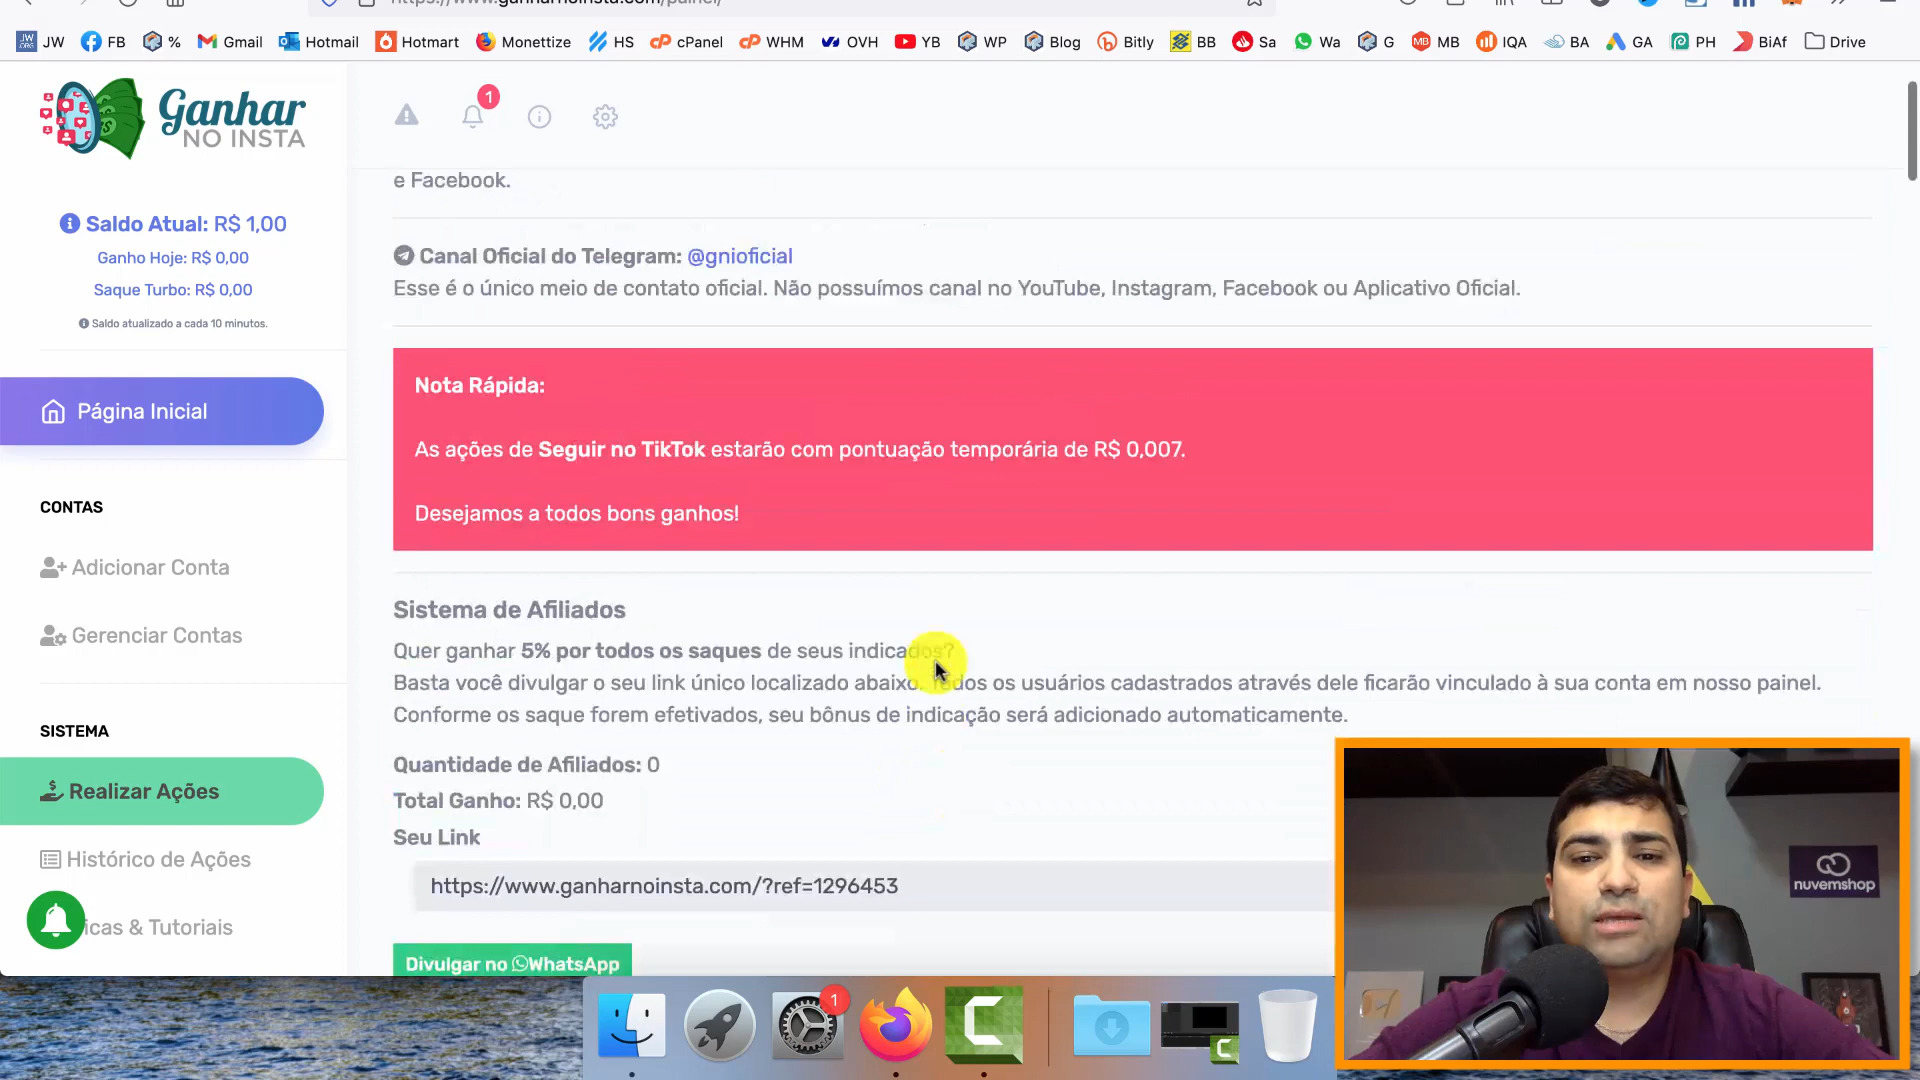 https://www.ganharnoinsta.com/painel/
JW FB % Gmail Hotmail Hotmart Monettize HS cPanel WHM OVH YB WP Blog Bitly BB Sa Wa G MB IQA BA GA PH BiAf Drive
Ganhar
NO INSTA
1
Saldo Atual: R$ 1,00
Ganho Hoje: R$ 0,00
Saque Turbo: R$ 0,00
Saldo atualizado a cada 10 minutos.
Página Inicial
CONTAS
Adicionar Conta
Gerenciar Contas
SISTEMA
Realizar Ações
Histórico de Ações
icas & Tutoriais
e Facebook.
Canal Oficial do Telegram: @gnioficial
Esse é o único meio de contato oficial. Não possuímos canal no YouTube, Instagram, Facebook ou Aplicativo Oficial.
Nota Rápida:
As ações de Seguir no TikTok estarão com pontuação temporária de R$ 0,007.
Desejamos a todos bons ganhos!
Sistema de Afiliados
Quer ganhar 5% por todos os saques de seus indicados?
Basta você divulgar o seu link único localizado abaixo. Todos os usuários cadastrados através dele ficarão vinculado à sua conta em nosso painel.
Conforme os saque forem efetivados, seu bônus de indicação será adicionado automaticamente.
Quantidade de Afiliados: 0
Total Ganho: R$ 0,00
Seu Link
https://www.ganharnoinsta.com/?ref=1296453
Divulgar no WhatsApp
nuvemshop
1